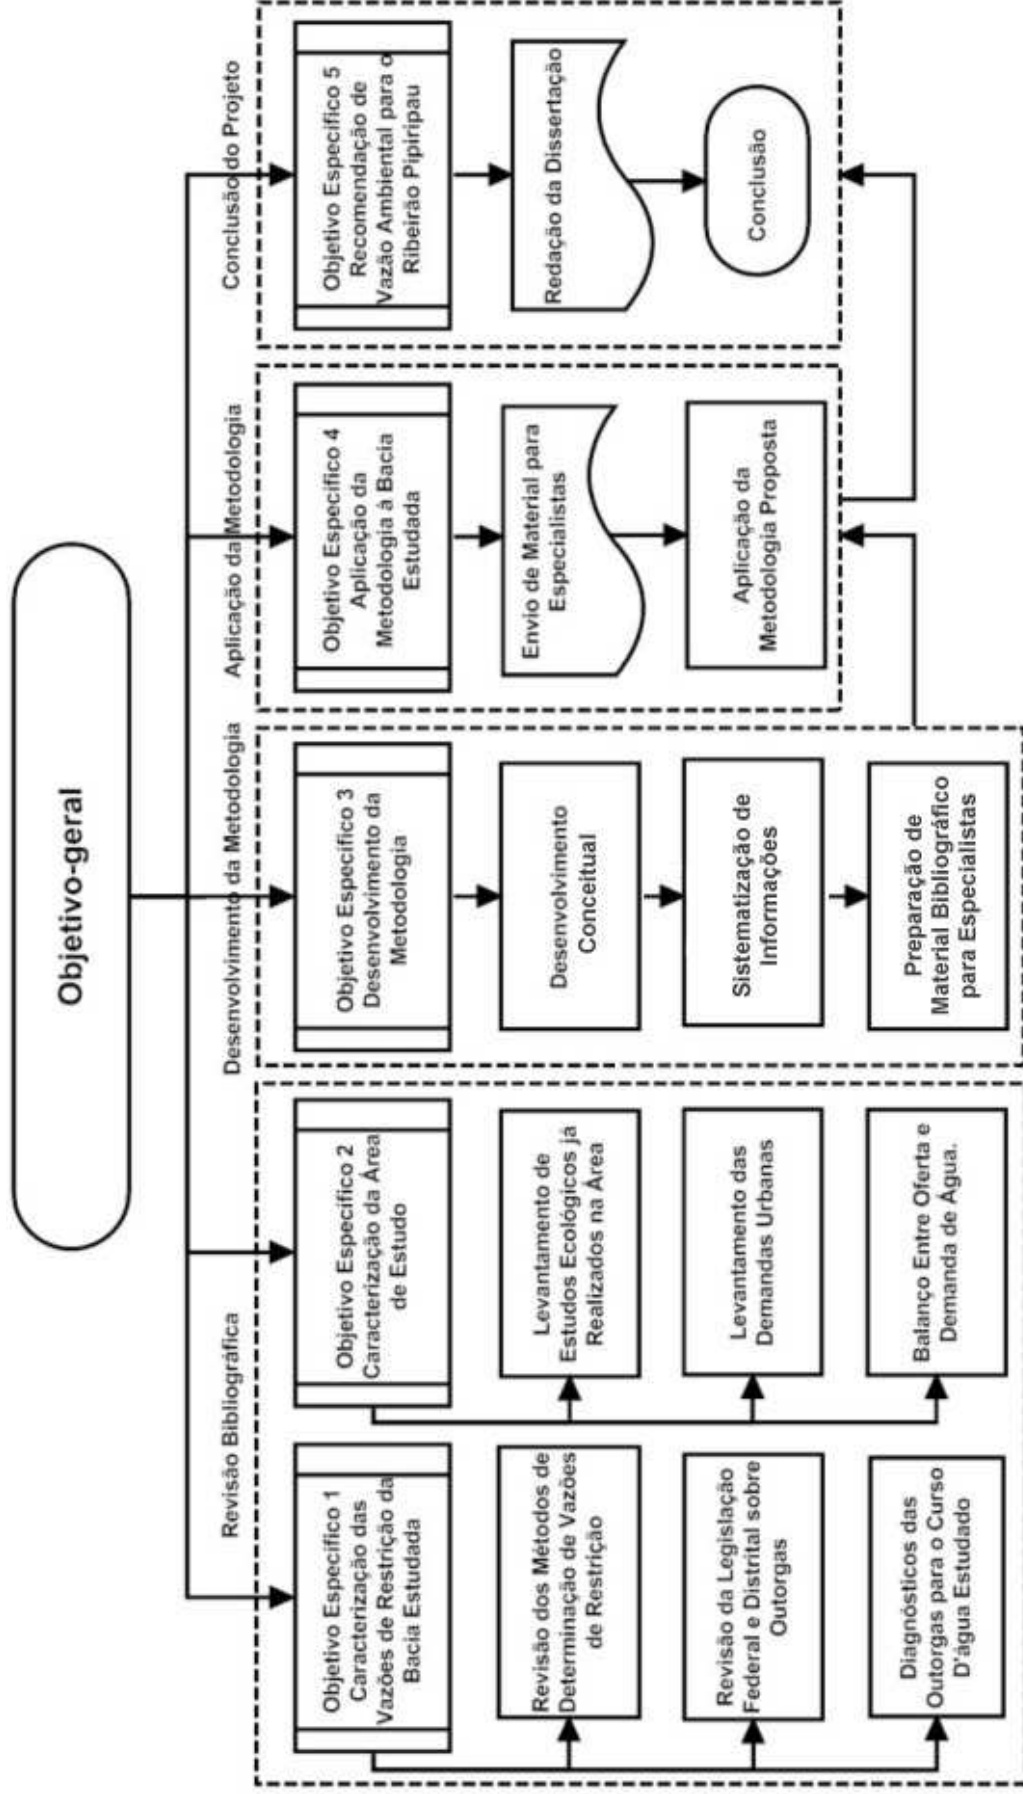 Objetivo-geral
Revisão Bibliográfica
Desenvolvimento da Metodologia
Aplicação da Metodologia
Conclusão do Projeto
Objetivo Específico 1
Caracterização das
Vazões de Restrição da
Bacia Estudada
Revisão dos Métodos de
Determinação de Vazões
de Restrição
Revisão da Legislação
Federal e Distrital sobre
Outorgas
Diagnósticos das
Outorgas para o Curso
D'água Estudado
Objetivo Específico 2
Caracterização da Área
de Estudo
Levantamento de
Estudos Ecológicos já
Realizados na Área
Levantamento das
Demandas Urbanas
Balanço Entre Oferta e
Demanda de Água.
Objetivo Específico 3
Desenvolvimento da
Metodologia
Desenvolvimento
Conceitual
Sistematização de
Informações
Preparação de
Material Bibliográfico
para Especialistas
Objetivo Específico 4
Aplicação da
Metodologia à Bacia
Estudada
Envio de Material para
Especialistas
Aplicação da
Metodologia Proposta
Objetivo Específico 5
Recomendação de
Vazão Ambiental para o
Ribeirão Pipiripau
Redação da Dissertação
Conclusão